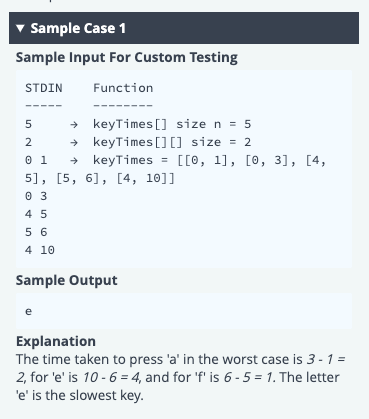 ▼ Sample Case 1
Sample Input For Custom Testing
STDIN    Function
-----    --------
5     →  keyTimes[] size n = 5
2     →  keyTimes[][] size = 2
0 1   →  keyTimes = [[0, 1], [0, 3], [4,
5], [5, 6], [4, 10]]
0 3
4 5
5 6
4 10
Sample Output
e
Explanation
The time taken to press 'a' in the worst case is 3 - 1 =
2, for 'e' is 10 - 6 = 4, and for 'f' is 6 - 5 = 1. The letter
'e' is the slowest key.